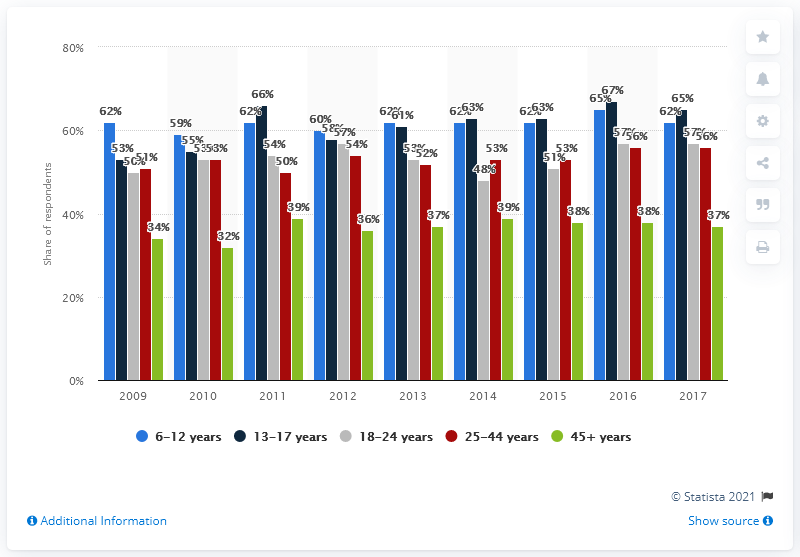 80%
60%
40%
20%
0%
Share of respondents
62% 53% 50% 51% 34%
59% 55% 53% 53% 32%
62% 66% 54% 50% 39%
60% 58% 57% 54% 36%
62% 61% 53% 52% 37%
62% 63% 48% 53% 39%
62% 63% 51% 53% 38%
65% 67% 57% 56% 38%
62% 65% 57% 56% 37%
2009 2010 2011 2012 2013 2014 2015 2016 2017
6-12 years 13-17 years 18-24 years 25-44 years 45+ years
© Statista 2021
Additional Information Show source